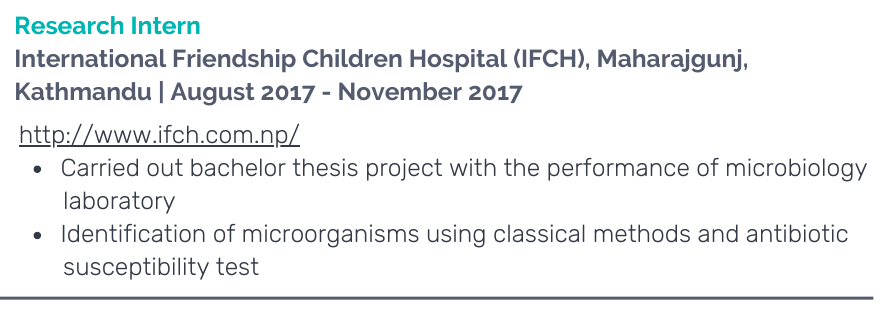 Research Intern
International Friendship Children Hospital (IFCH), Maharajgunj,
Kathmandu | August 2017 - November 2017
http://www.ifch.com.np/
• Carried out bachelor thesis project with the performance of microbiology
laboratory
• Identification of microorganisms using classical methods and antibiotic
susceptibility test